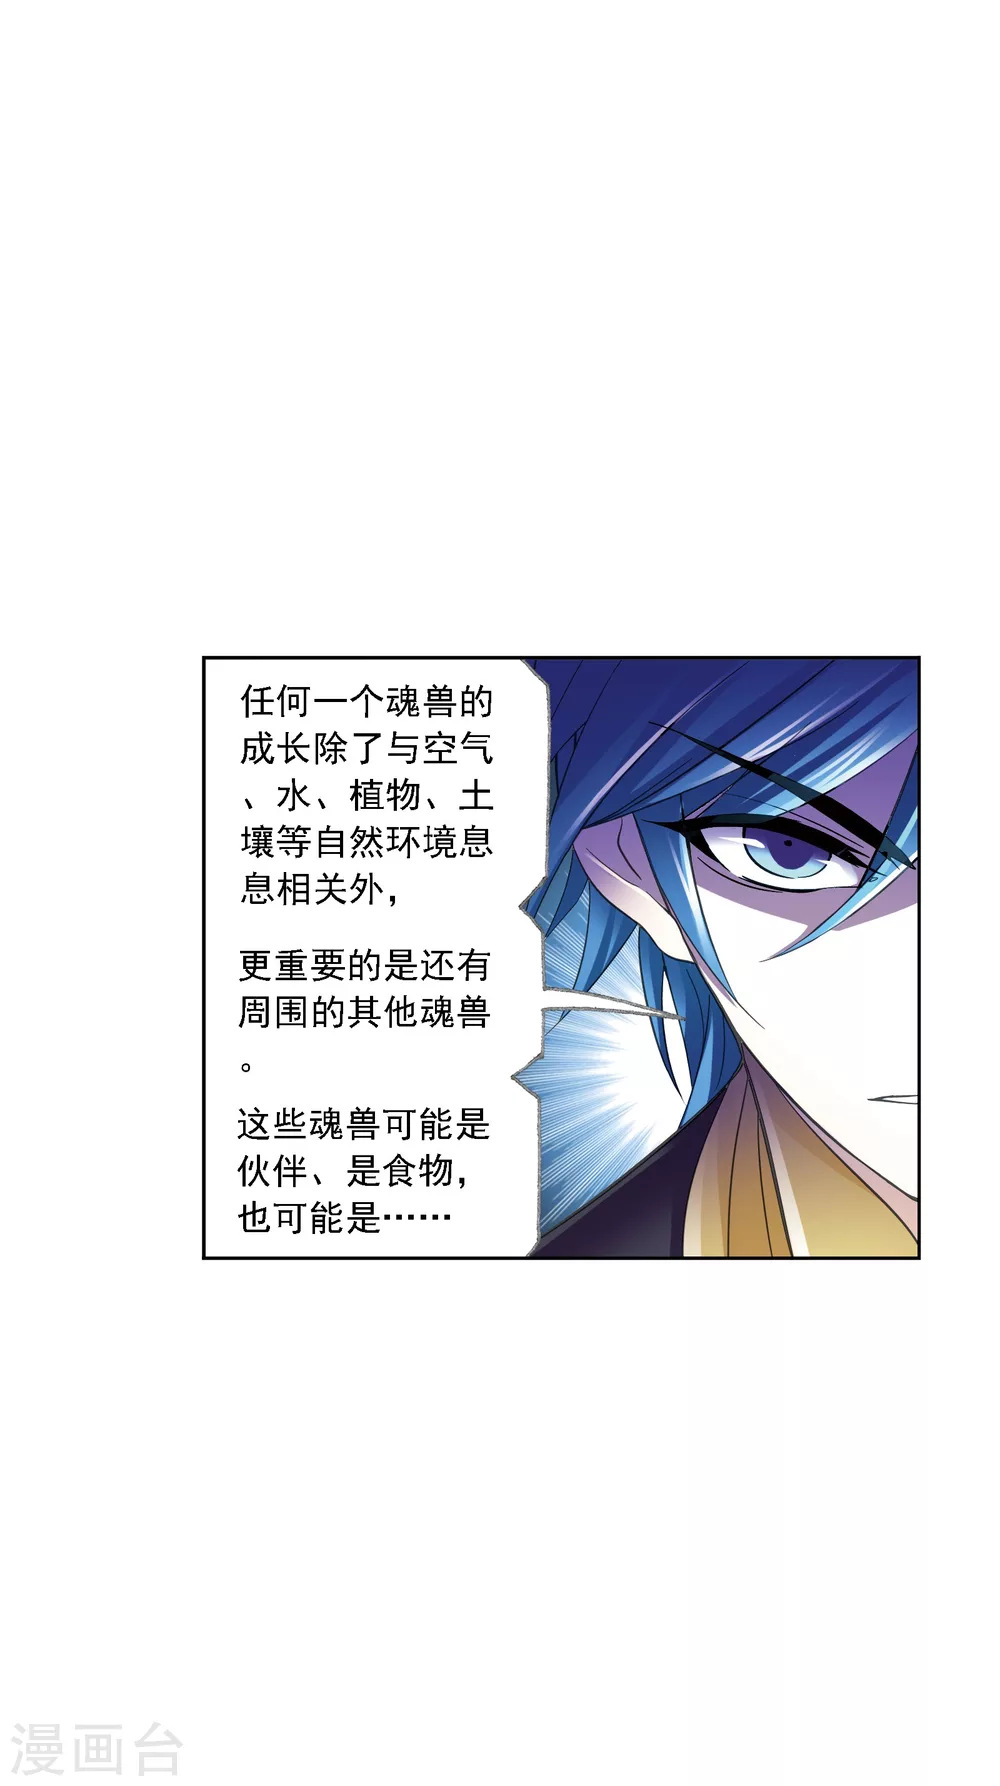 任何一个魂兽的
成长除了与空气
、水、植物、土
壤等自然环境息
息相关外，
更重要的是还有
周围的其他魂兽
。
这些魂兽可能是
伙伴、是食物，
也可能是……
漫画台